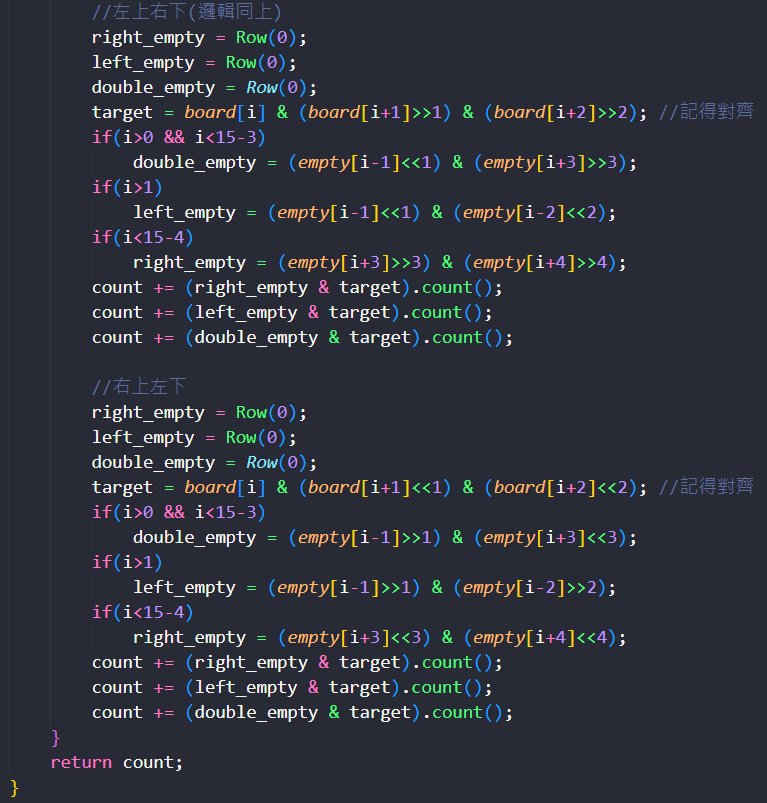 //左上右下(邏輯同上)
right_empty = Row(0);
left_empty = Row(0);
double_empty = Row(0);
target = board[i] & (board[i+1]>>1) & (board[i+2]>>2); //記得對齊
if(i>0 && i<15-3)
double_empty = (empty[i-1]<<1) & (empty[i+3]>>3);
if(i>1)
left_empty = (empty[i-1]<<1) & (empty[i-2]<<2);
if(i<15-4)
right_empty = (empty[i+3]>>3) & (empty[i+4]>>4);
count += (right_empty & target).count();
count += (left_empty & target).count();
count += (double_empty & target).count();
//右上左下
right_empty = Row(0);
left_empty = Row(0);
double_empty = Row(0);
target = board[i] & (board[i+1]<<1) & (board[i+2]<<2); //記得對齊
if(i>0 && i<15-3)
double_empty = (empty[i-1]>>1) & (empty[i+3]<<3);
if(i>1)
left_empty = (empty[i-1]>>1) & (empty[i-2]>>2);
if(i<15-4)
right_empty = (empty[i+3]<<3) & (empty[i+4]<<4);
count += (right_empty & target).count();
count += (left_empty & target).count();
count += (double_empty & target).count();
}
return count;
}